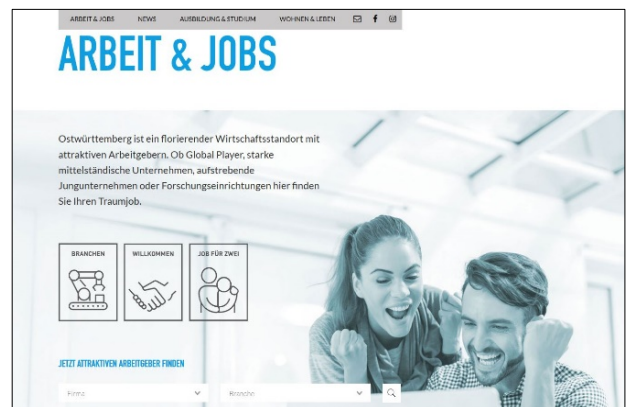 ARBEIT & JOBS NEWS AUSBILDUNG & STUDIUM WOHNEN & LEBEN
ARBEIT & JOBS
Ostwürttemberg ist ein florierender Wirtschaftsstandort mit
attraktiven Arbeitgebern. Ob Global Player, starke
mittelständische Unternehmen, aufstrebende
Jungunternehmen oder Forschungseinrichtungen hier finden
Sie Ihren Traumjob.
BRANCHEN WILLKOMMEN JOB FÜR ZWEI
JETZT ATTRAKTIVEN ARBEITGEBER FINDEN
Firma Branche